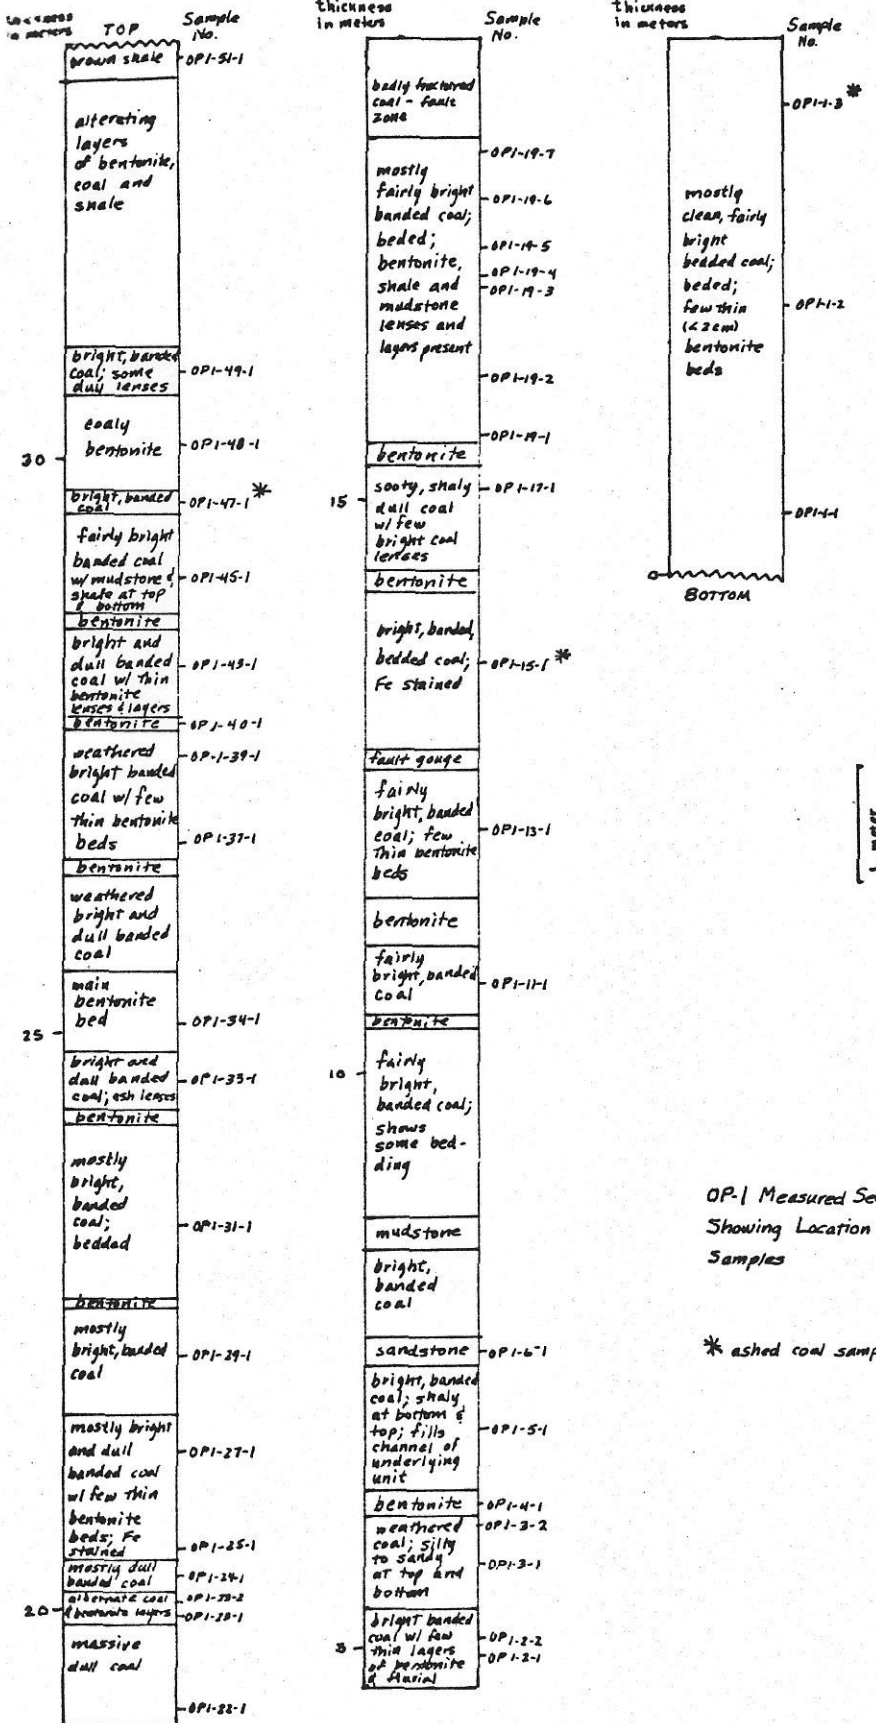 thickness
in meters
TOP
Sample
No.
brown shale
OP1-51-1
alterating
layers
of bentonite,
coal and
shale
bright, banded
coal; some
dull lenses
OP1-49-1
coaly
bentonite
OP1-48-1
30
bright, banded
coal
OP1-47-1 *
fairly bright
banded coal
w/ mudstone &
shale at top
& bottom
OP1-45-1
bentonite
bright and
dull banded
coal w/ thin
bentonite
lenses & layers
OP1-43-1
bentonite
OP1-40-1
weathered
bright banded
coal w/ few
thin bentonite
beds
OP-1-39-1
OP1-37-1
bentonite
weathered
bright and
dull banded
coal
main
bentonite
bed
OP1-34-1
25
bright and
dull banded
coal; ash lenses
OP1-33-1
bentonite
mostly
bright,
banded
coal;
bedded
OP1-31-1
bentonite
mostly
bright, banded
coal
OP1-29-1
mostly bright
and dull
banded coal
w/ few thin
bentonite
beds; Fe
stained
OP1-27-1
OP1-25-1
mostly dull
banded coal
OP1-24-1
alternate coal
& bentonite layers
OP1-23-2
OP1-23-1
20
massive
dull coal
OP1-22-1
thickness
in meters
Sample
No.
badly fractured
coal - fault
zone
OP1-19-7
mostly
fairly bright
banded coal;
beded;
bentonite,
shale and
mudstone
lenses and
layers present
OP1-19-6
OP1-19-5
OP1-19-4
OP1-19-3
OP1-19-2
OP1-19-1
bentonite
15
sooty, shaly
dull coal
w/ few
bright coal
lenses
OP1-17-1
bentonite
bright, banded,
bedded coal;
Fe stained
OP1-15-1 *
fault gouge
fairly
bright, banded
coal; few
thin bentonite
beds
OP1-13-1
bentonite
fairly
bright, banded
coal
OP1-11-1
bentonite
10
fairly
bright,
banded coal;
shows
some bed-
ding
mudstone
bright,
banded
coal
sandstone
OP1-6-1
bright, banded
coal; shaly
at bottom &
top; fills
channel of
underlying
unit
OP1-5-1
bentonite
OP1-4-1
weathered
coal; silty
to sandy
at top and
bottom
OP1-3-2
OP1-3-1
bright banded
coal w/ few
thin layers
of bentonite
& fluvial
OP1-2-2
OP1-2-1
5
thickness
in meters
Sample
No.
OP1-1-3 *
mostly
clean, fairly
bright
bedded coal;
beded;
few thin
(<2cm)
bentonite
beds
OP1-1-2
OP1-1-1
0
BOTTOM
meter
OP-1 Measured Se
Showing Location
Samples
* ashed coal samp